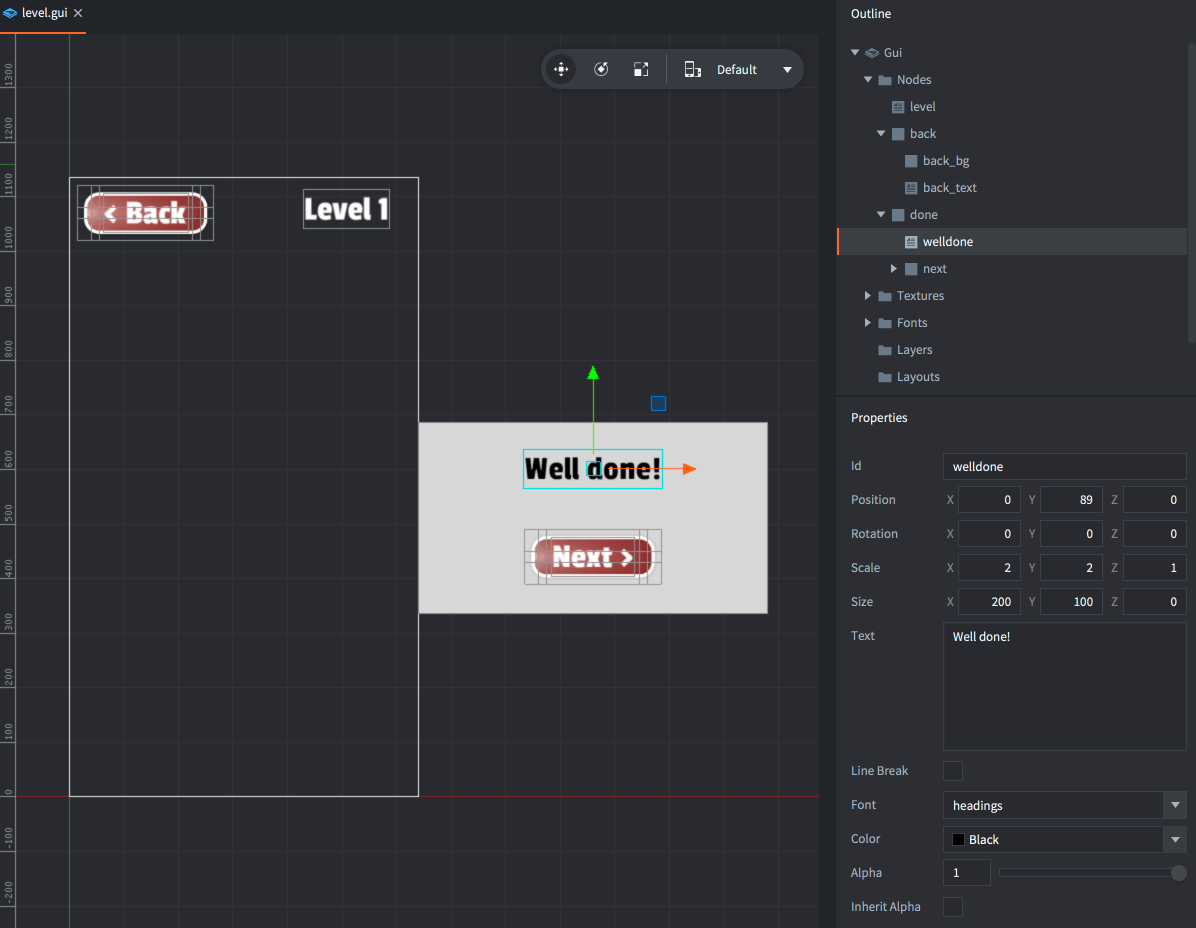 level.gui
Default
1300
1200
1100
1000
900
800
700
600
500
400
300
200
100
0
-100
-200
< Back
Level 1
Well done!
Next >
Outline
Gui
Nodes
level
back
back_bg
back_text
done
welldone
next
Textures
Fonts
Layers
Layouts
Properties
Id welldone
Position X 0 Y 89 Z 0
Rotation X 0 Y 0 Z 0
Scale X 2 Y 2 Z 1
Size X 200 Y 100 Z 0
Text Well done!
Line Break
Font headings
Color Black
Alpha 1
Inherit Alpha